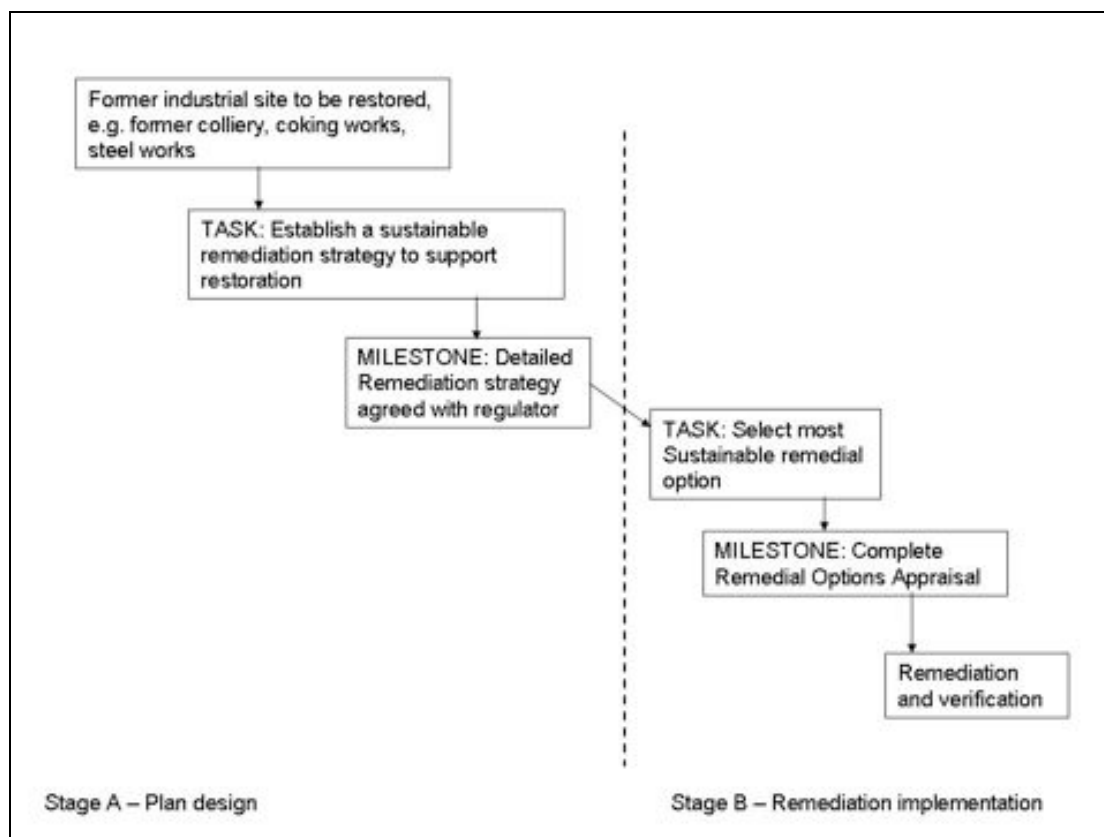 Former industrial site to be restored,
e.g. former colliery, coking works,
steel works
TASK: Establish a sustainable
remediation strategy to support
restoration
MILESTONE: Detailed
Remediation strategy
agreed with regulator
TASK: Select most
Sustainable remedial
option
MILESTONE: Complete
Remedial Options Appraisal
Remediation
and verification
Stage A – Plan design
Stage B – Remediation implementation